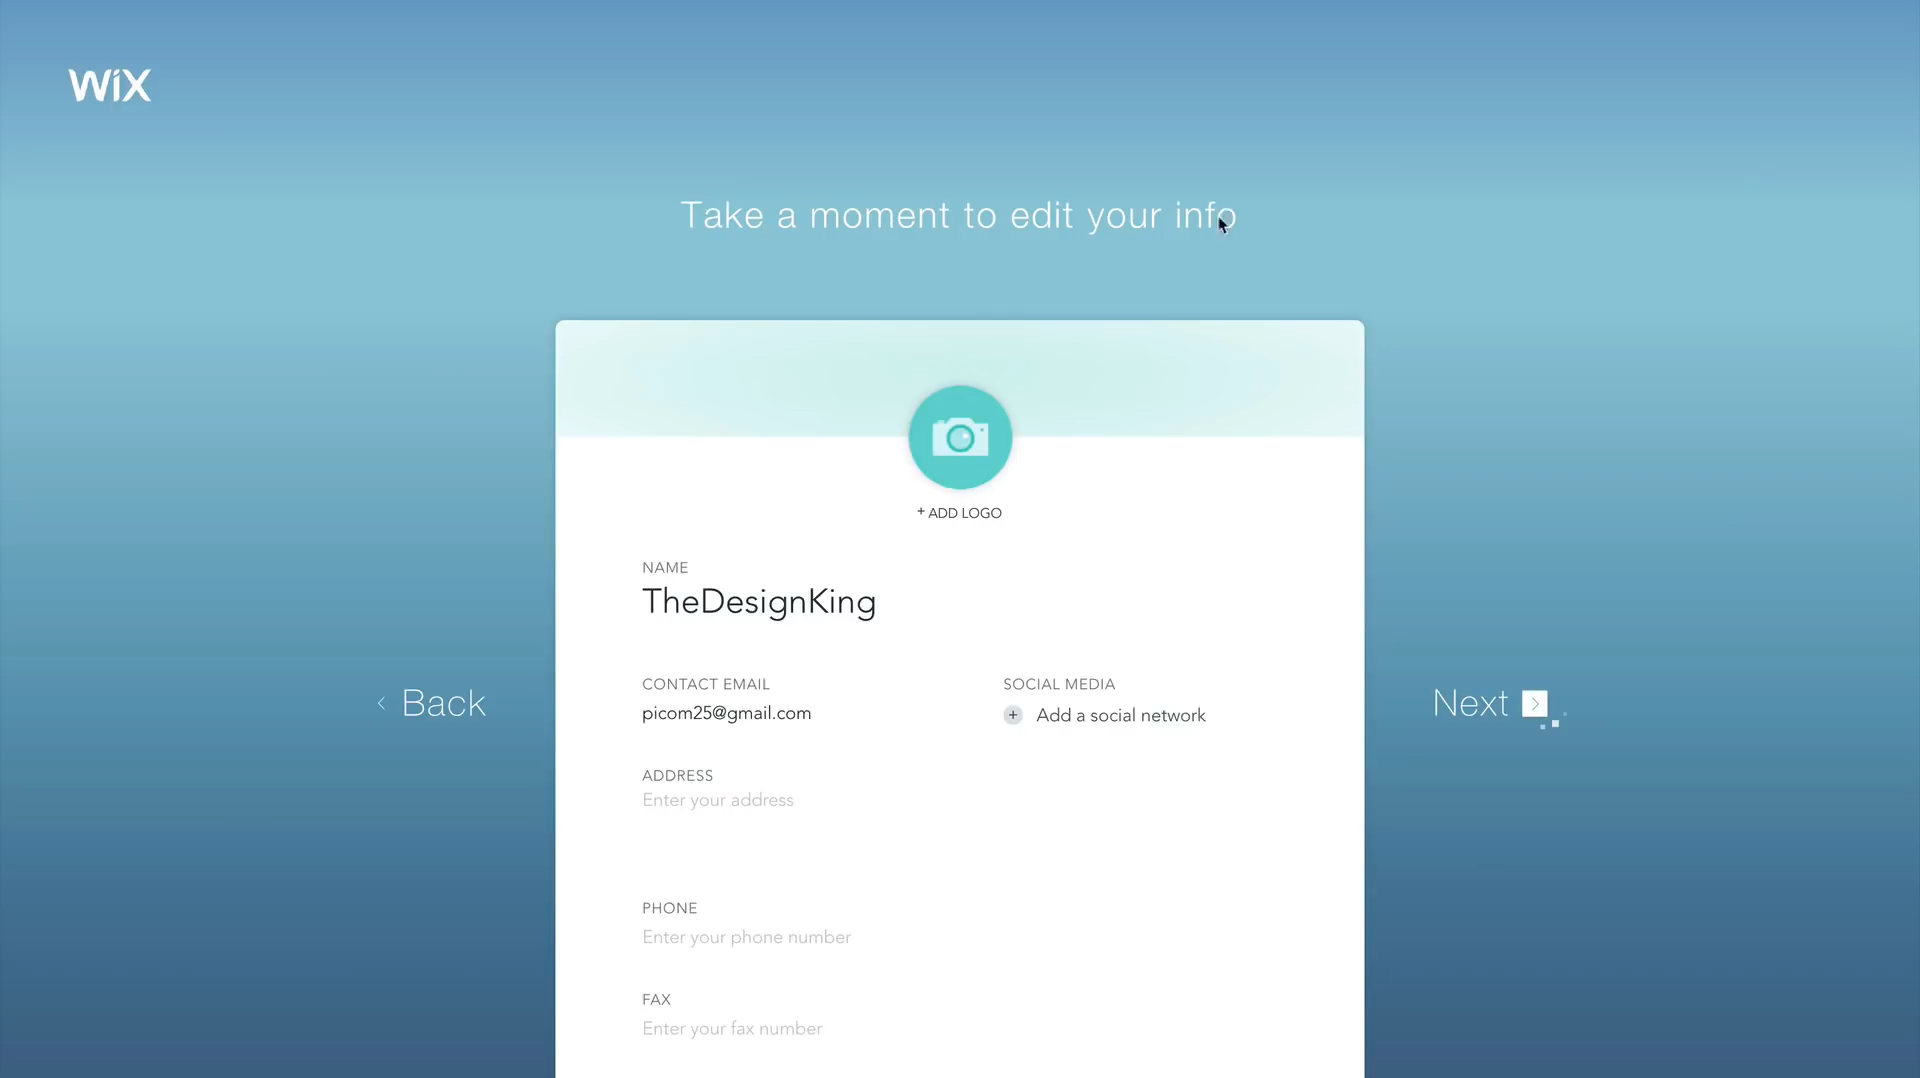 WiX
Take a moment to edit your info
+ ADD LOGO
NAME
TheDesignKing
CONTACT EMAIL
picom25@gmail.com
SOCIAL MEDIA
+ Add a social network
< Back
Next >
ADDRESS
Enter your address
PHONE
Enter your phone number
FAX
Enter your fax number